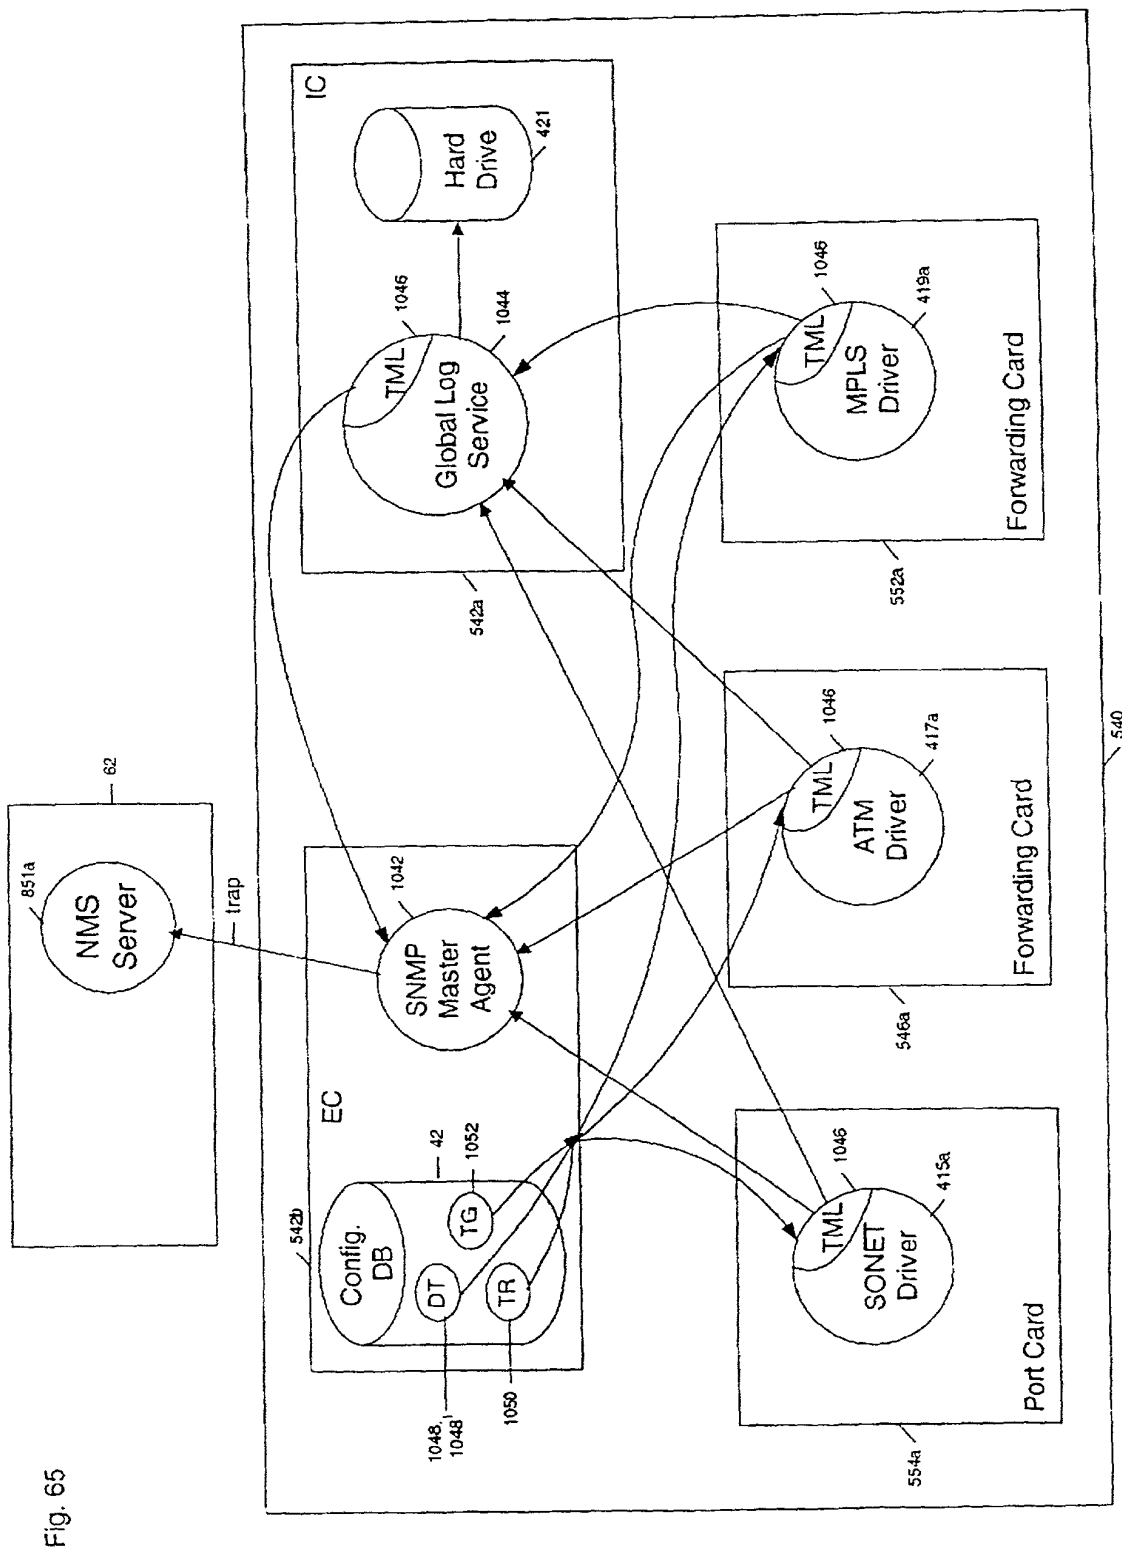 Fig. 65
62
851a
NMS
Server
trap
542b
42
Config.
DB
EC
1052
TG
DT
TR
1048,
1048'
1050
1042
SNMP
Master
Agent
IC
542a
1046
1044
TML
Global Log
Service
Hard
Drive
421
554a
Port Card
TML
1046
SONET
Driver
415a
546a
Forwarding Card
TML
1046
ATM
Driver
417a
552a
Forwarding Card
TML
1046
MPLS
Driver
419a
540